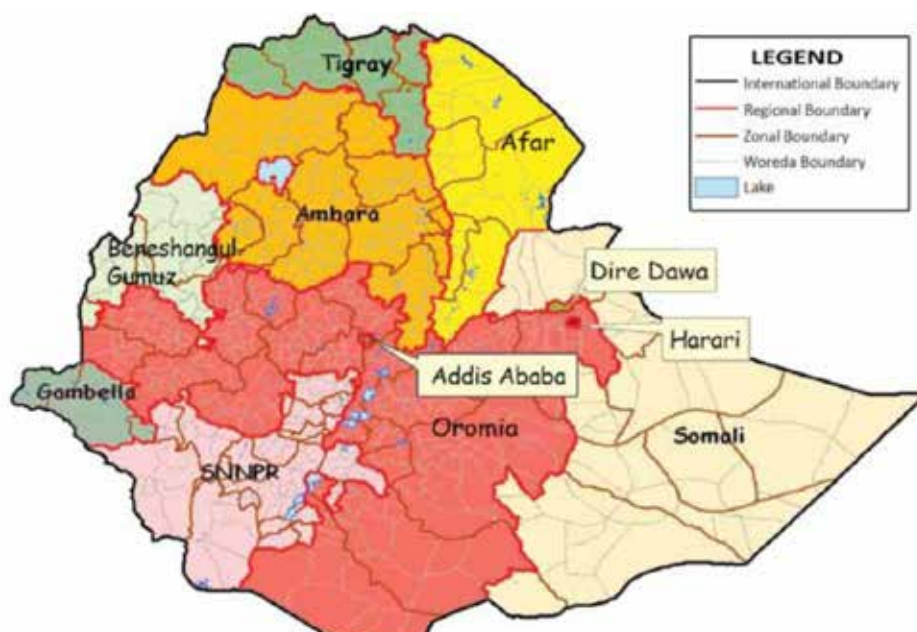 Tigray
Afar
Amhara
Beneshangul-
Gumuz
Dire Dawa
Harari
Addis Ababa
Gambella
Oromia
Somali
SNNPR
LEGEND
International Boundary
Regional Boundary
Zonal Boundary
Woreda Boundary
Lake